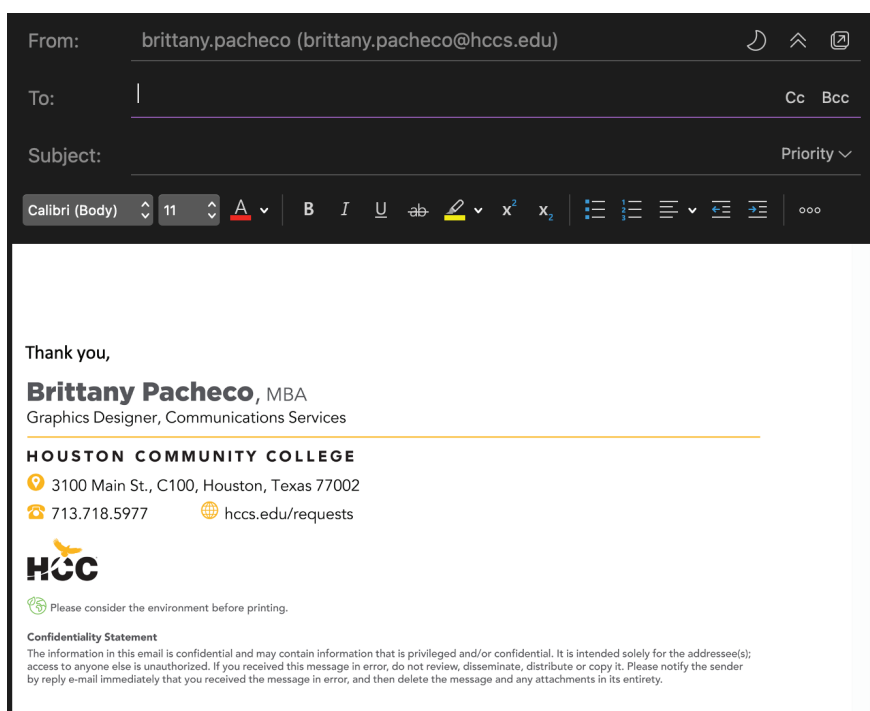 From: brittany.pacheco (brittany.pacheco@hccs.edu)
To: Cc Bcc
Subject: Priority
Calibri (Body) 11 A B I U ab x² x₂
Thank you,
Brittany Pacheco, MBA
Graphics Designer, Communications Services
HOUSTON COMMUNITY COLLEGE
3100 Main St., C100, Houston, Texas 77002
713.718.5977 hccs.edu/requests
HCC
Please consider the environment before printing.
Confidentiality Statement
The information in this email is confidential and may contain information that is privileged and/or confidential. It is intended solely for the addressee(s);
access to anyone else is unauthorized. If you received this message in error, do not review, disseminate, distribute or copy it. Please notify the sender
by reply e-mail immediately that you received the message in error, and then delete the message and any attachments in its entirety.